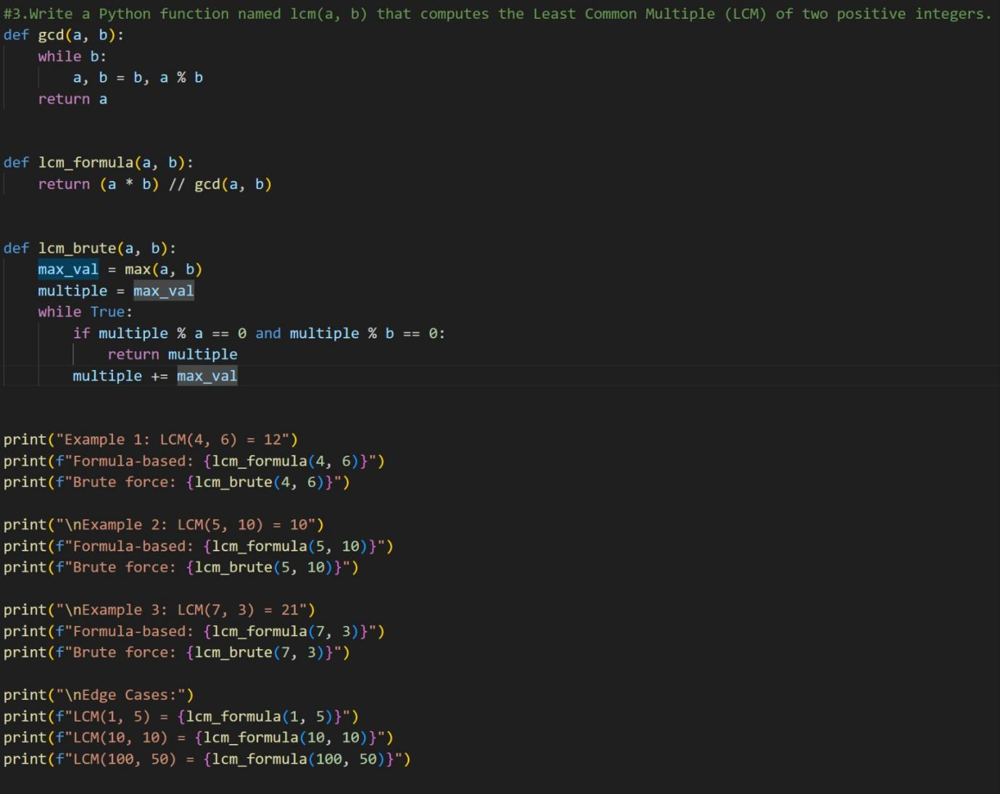 #3.Write a Python function named lcm(a, b) that computes the Least Common Multiple (LCM) of two positive integers.
def gcd(a, b):
    while b:
        a, b = b, a % b
    return a
def lcm_formula(a, b):
    return (a * b) // gcd(a, b)
def lcm_brute(a, b):
    max_val = max(a, b)
    multiple = max_val
    while True:
        if multiple % a == 0 and multiple % b == 0:
            return multiple
        multiple += max_val
print("Example 1: LCM(4, 6) = 12")
print(f"Formula-based: {lcm_formula(4, 6)}")
print(f"Brute force: {lcm_brute(4, 6)}")
print("\nExample 2: LCM(5, 10) = 10")
print(f"Formula-based: {lcm_formula(5, 10)}")
print(f"Brute force: {lcm_brute(5, 10)}")
print("\nExample 3: LCM(7, 3) = 21")
print(f"Formula-based: {lcm_formula(7, 3)}")
print(f"Brute force: {lcm_brute(7, 3)}")
print("\nEdge Cases:")
print(f"LCM(1, 5) = {lcm_formula(1, 5)}")
print(f"LCM(10, 10) = {lcm_formula(10, 10)}")
print(f"LCM(100, 50) = {lcm_formula(100, 50)}")